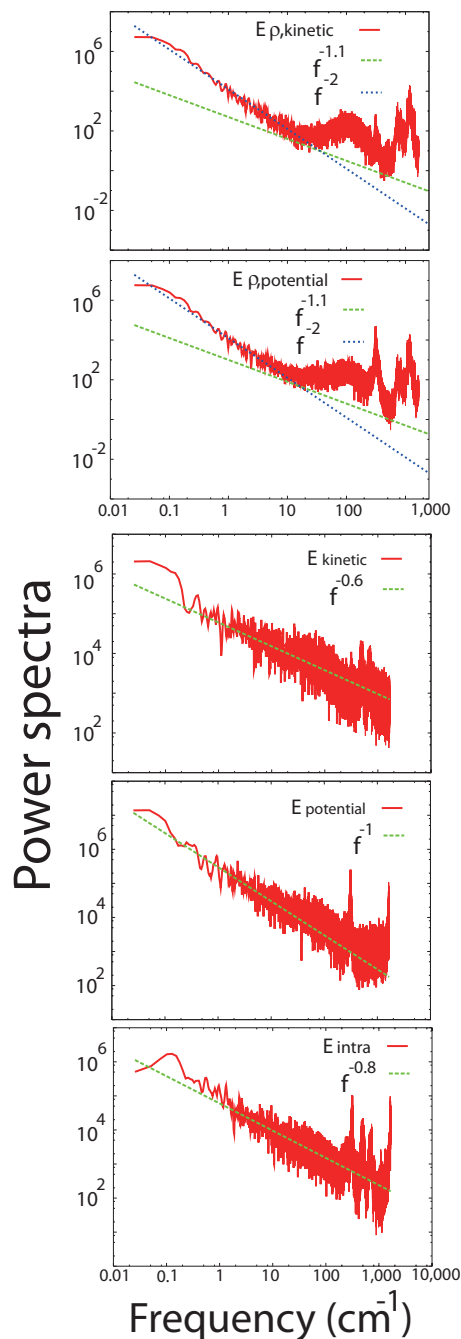 Power spectra
10^6
10^2
10^-2
E ρ,kinetic
f^-1.1
f^-2
10^6
10^2
10^-2
E ρ,potential
f^-1.1
f^-2
0.01 0.1 1 10 100 1,000
10^6
10^4
10^2
E kinetic
f^-0.6
10^6
10^4
10^2
E potential
f^-1
10^6
10^4
10^2
E intra
f^-0.8
0.01 0.1 1 10 100 1,000 10,000
Frequency (cm^-1)